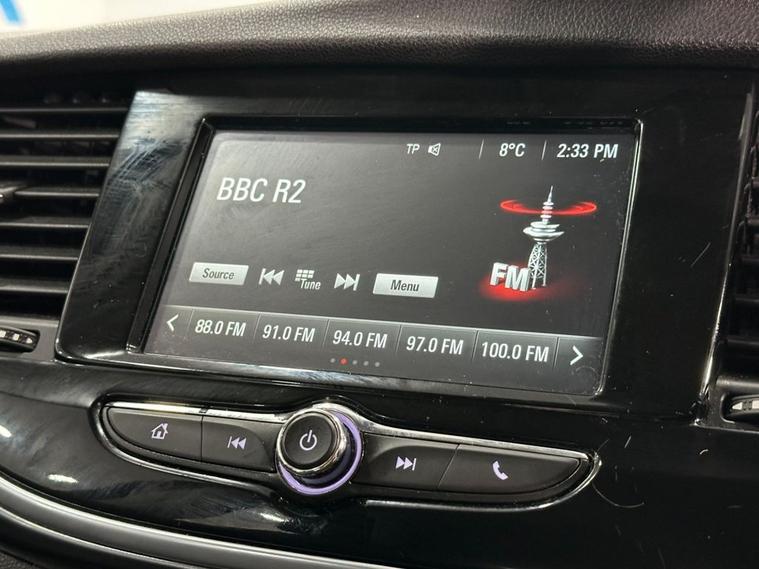 TP 8°C 2:33 PM
BBC R2
FM
Source Tune Menu
88.0 FM 91.0 FM 94.0 FM 97.0 FM 100.0 FM